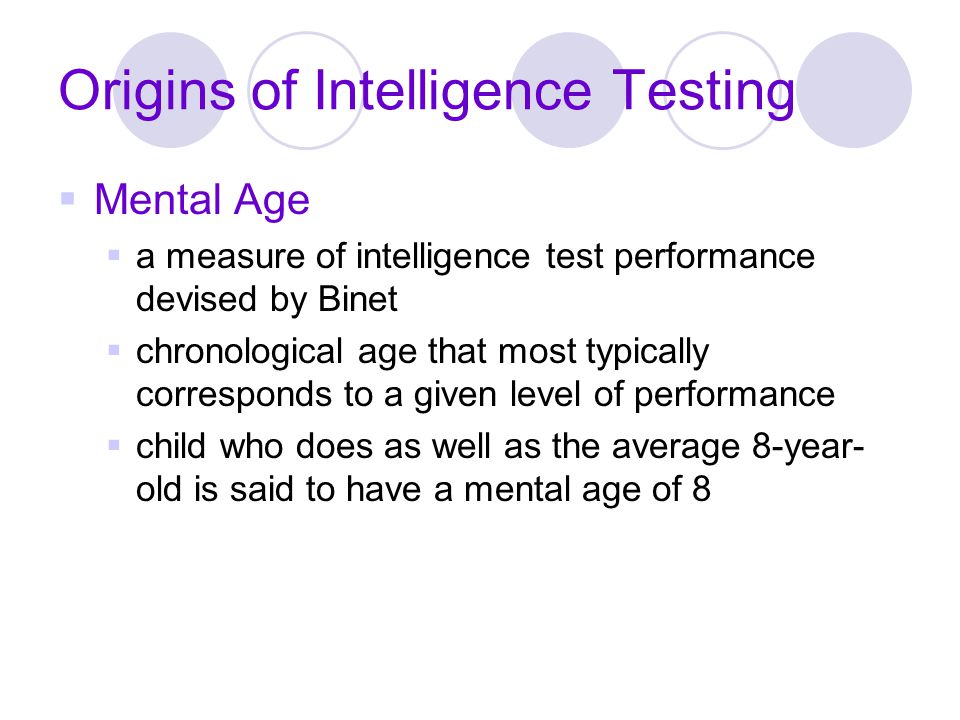 Origins of Intelligence Testing
Mental Age
a measure of intelligence test performance
devised by Binet
chronological age that most typically
corresponds to a given level of performance
child who does as well as the average 8-year-
old is said to have a mental age of 8